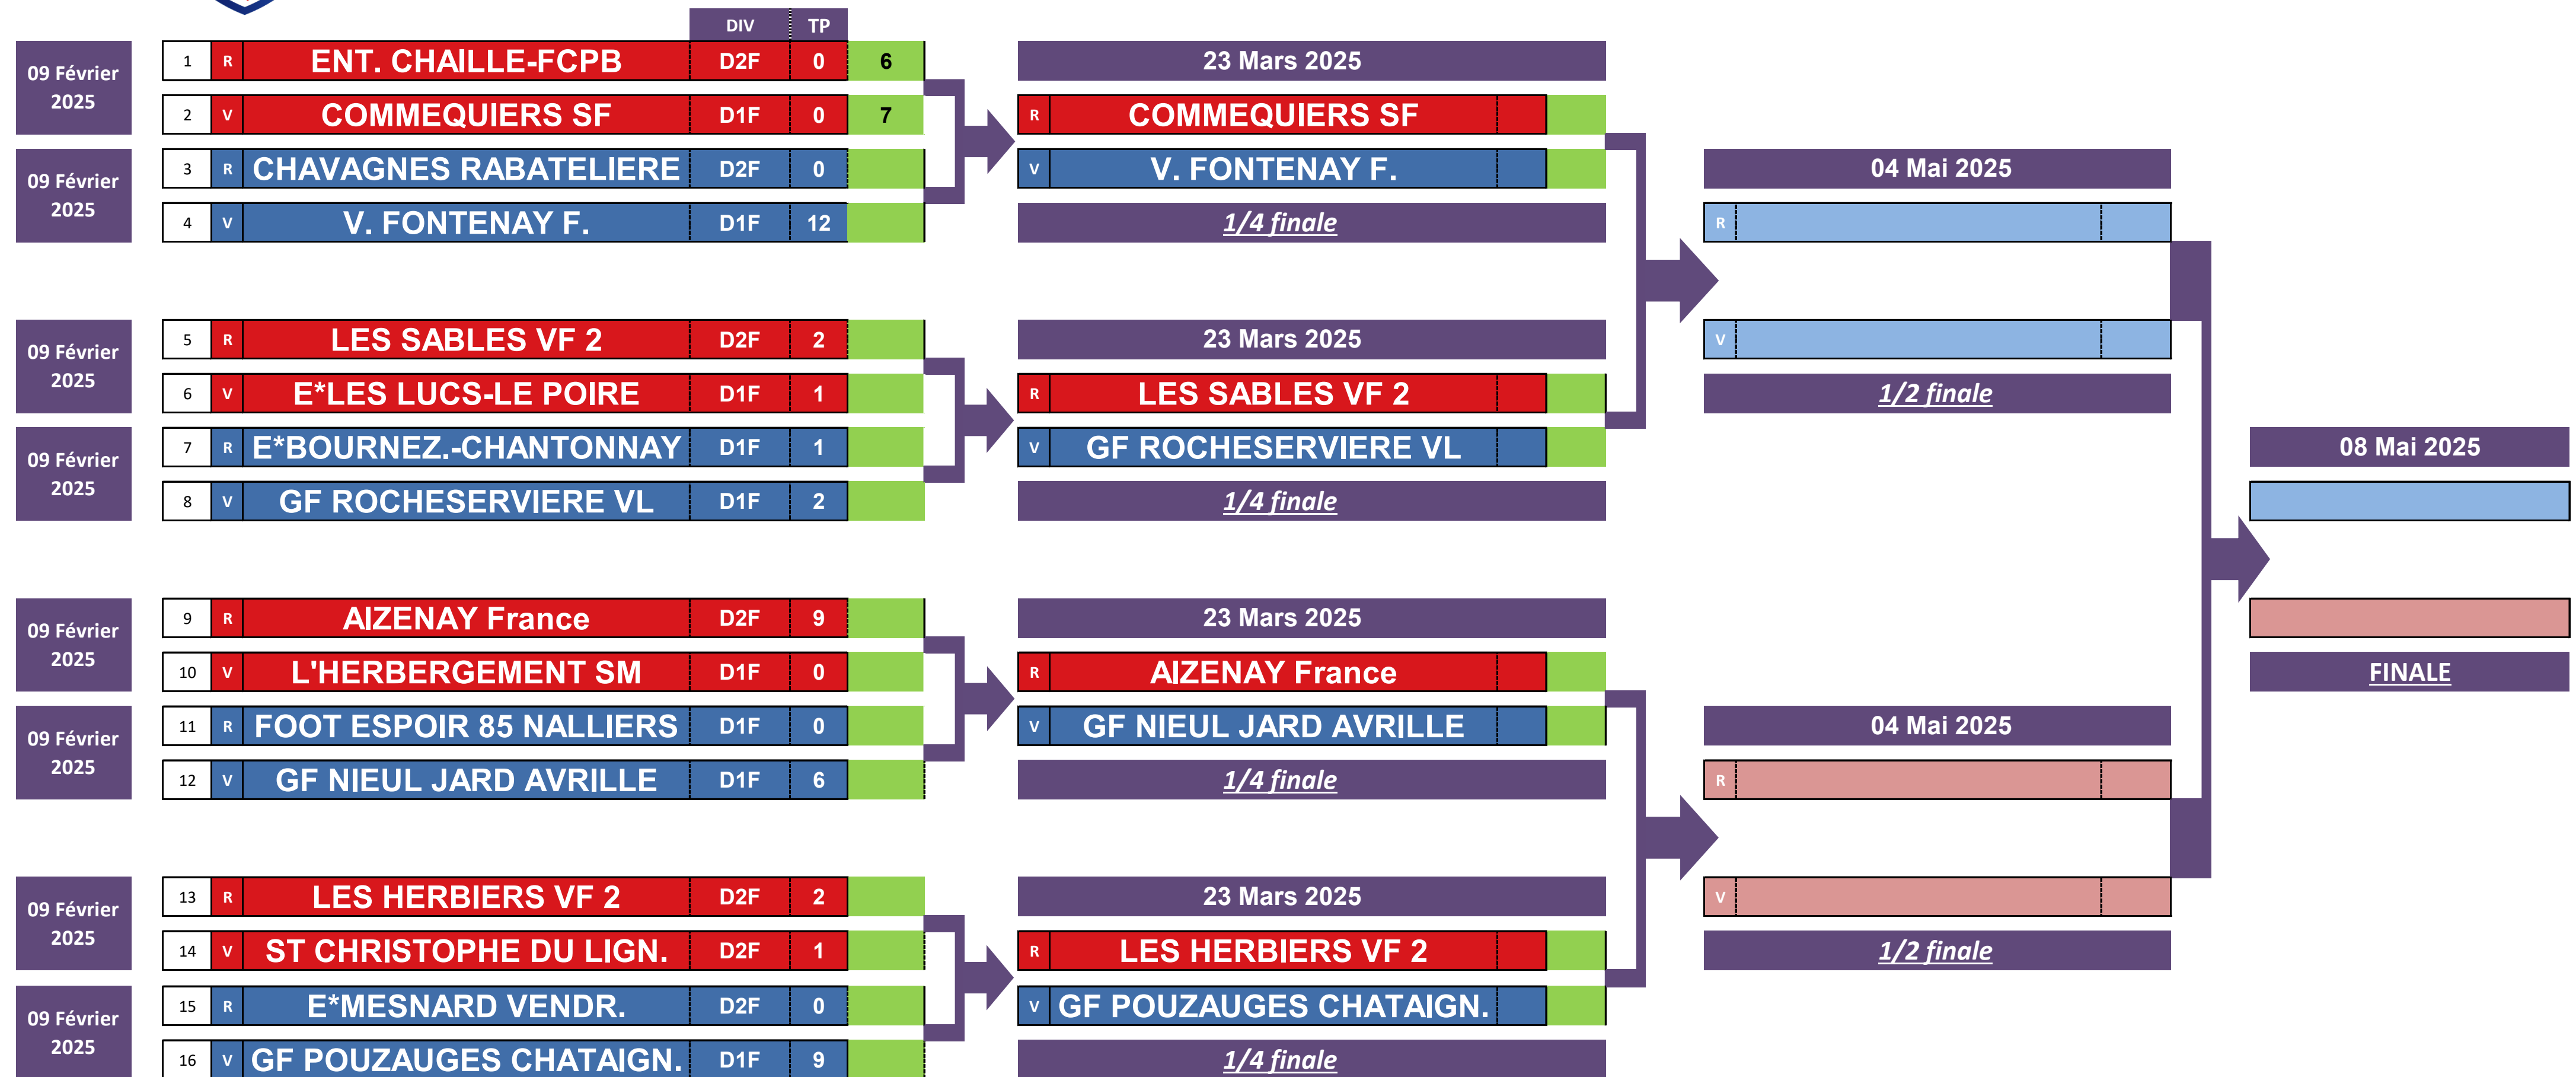 DIV TP
09 Février
2025
1 R ENT. CHAILLE-FCPB D2F 0 6
2 V COMMEQUIERS SF D1F 0 7
09 Février
2025
3 R CHAVAGNES RABATELIERE D2F 0
4 V V. FONTENAY F. D1F 12
23 Mars 2025
R COMMEQUIERS SF
V V. FONTENAY F.
1/4 finale
09 Février
2025
5 R LES SABLES VF 2 D2F 2
6 V E*LES LUCS-LE POIRE D1F 1
09 Février
2025
7 R E*BOURNEZ.-CHANTONNAY D1F 1
8 V GF ROCHESERVIERE VL D1F 2
23 Mars 2025
R LES SABLES VF 2
V GF ROCHESERVIERE VL
1/4 finale
04 Mai 2025
R
V
1/2 finale
09 Février
2025
9 R AIZENAY France D2F 9
10 V L'HERBERGEMENT SM D1F 0
09 Février
2025
11 R FOOT ESPOIR 85 NALLIERS D1F 0
12 V GF NIEUL JARD AVRILLE D1F 6
23 Mars 2025
R AIZENAY France
V GF NIEUL JARD AVRILLE
1/4 finale
09 Février
2025
13 R LES HERBIERS VF 2 D2F 2
14 V ST CHRISTOPHE DU LIGN. D2F 1
09 Février
2025
15 R E*MESNARD VENDR. D2F 0
16 V GF POUZAUGES CHATAIGN. D1F 9
23 Mars 2025
R LES HERBIERS VF 2
V GF POUZAUGES CHATAIGN.
1/4 finale
04 Mai 2025
R
V
1/2 finale
08 Mai 2025
FINALE